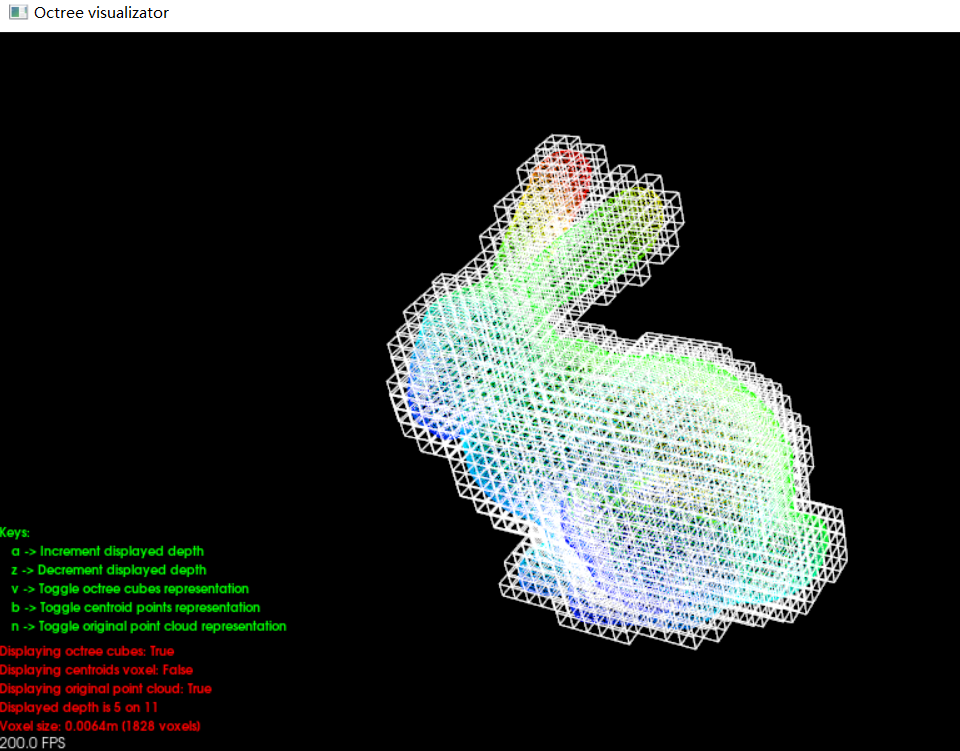 Octree visualizator
Keys:
a -> Increment displayed depth
z -> Decrement displayed depth
v -> Toggle octree cubes representation
b -> Toggle centroid points representation
n -> Toggle original point cloud representation
Displaying octree cubes: True
Displaying centroids voxel: False
Displaying original point cloud: True
Displayed depth is 5 on 11
Voxel size: 0.0064m (1828 voxels)
200.0 FPS